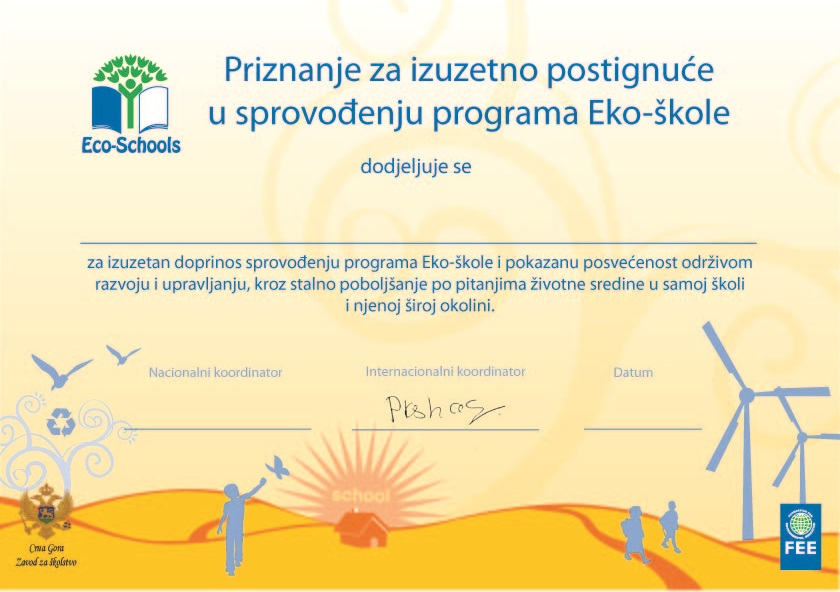 Priznanje za izuzetno postignuće
u sprovođenju programa Eko-škole
Eco-Schools
dodjeljuje se
za izuzetan doprinos sprovođenju programa Eko-škole i pokazanu posvećenost održivom
razvoju i upravljanju, kroz stalno poboljšanje po pitanjima životne sredine u samoj školi
i njenoj široj okolini.
Nacionalni koordinator
Internacionalni koordinator
Datum
school
Crna Gora
Zavod za školstvo
FEE